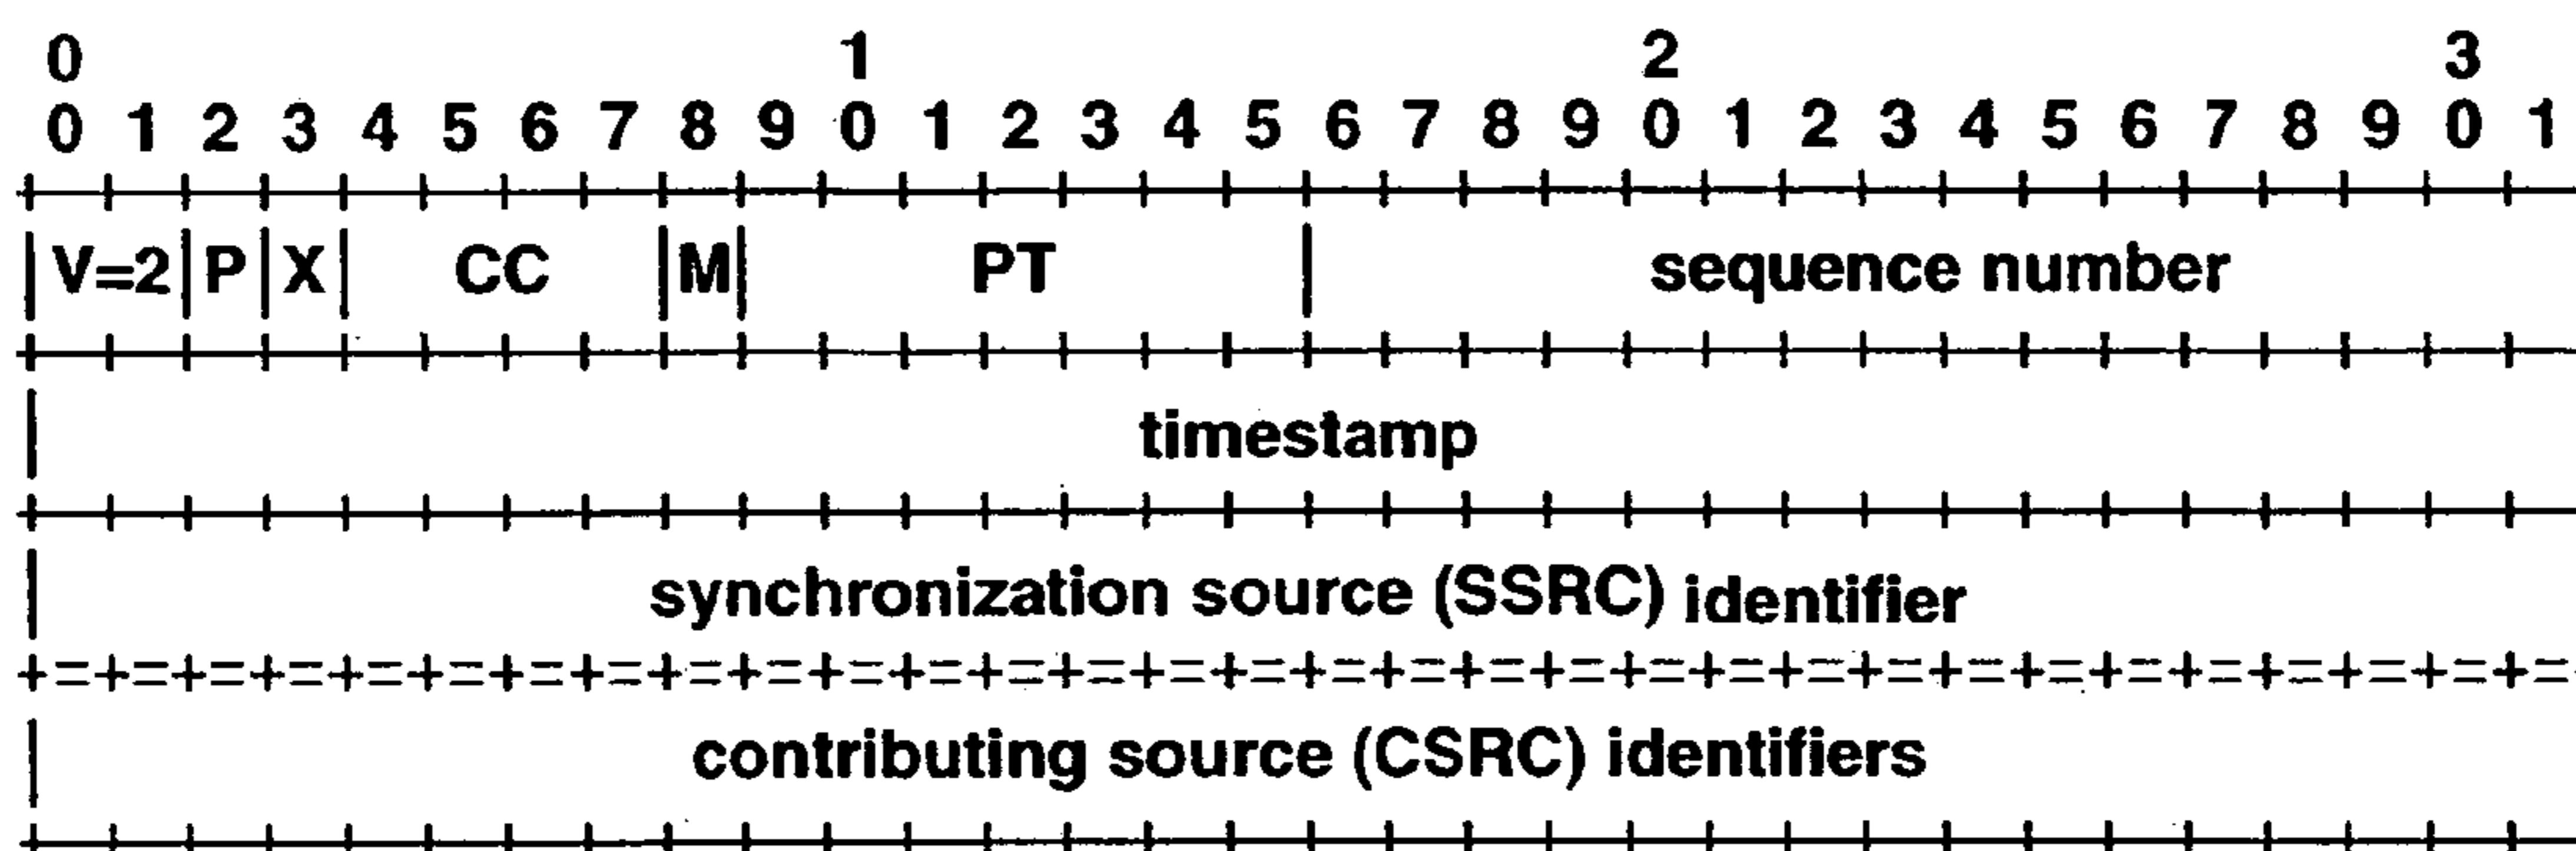 0 1 2 3
0 1 2 3 4 5 6 7 8 9 0 1 2 3 4 5 6 7 8 9 0 1 2 3 4 5 6 7 8 9 0 1
|V=2|P|X| CC |M| PT | sequence number
| timestamp
| synchronization source (SSRC) identifier
+=+=+=+=+=+=+=+=+=+=+=+=+=+=+=+=+=+=+=+=+=+=+=+=+=+=+=+=+=+=+=+=
| contributing source (CSRC) identifiers